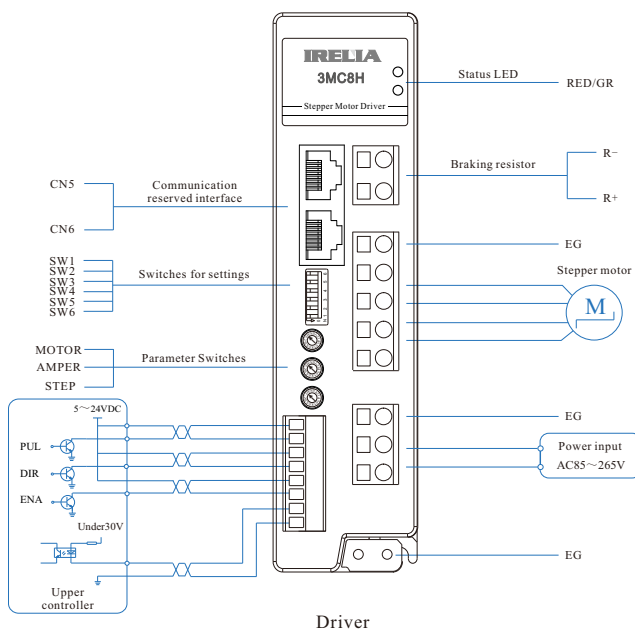 IRELIA
3MC8H
Stepper Motor Driver
Status LED
RED/GR
Braking resistor
R−
R+
CN5
Communication
reserved interface
CN6
EG
SW1
SW2
SW3
SW4
SW5
SW6
Switches for settings
Stepper motor
M
MOTOR
AMPER
STEP
Parameter Switches
5～24VDC
PUL
DIR
ENA
Under30V
Upper
controller
EG
Power input
AC85～265V
EG
Driver